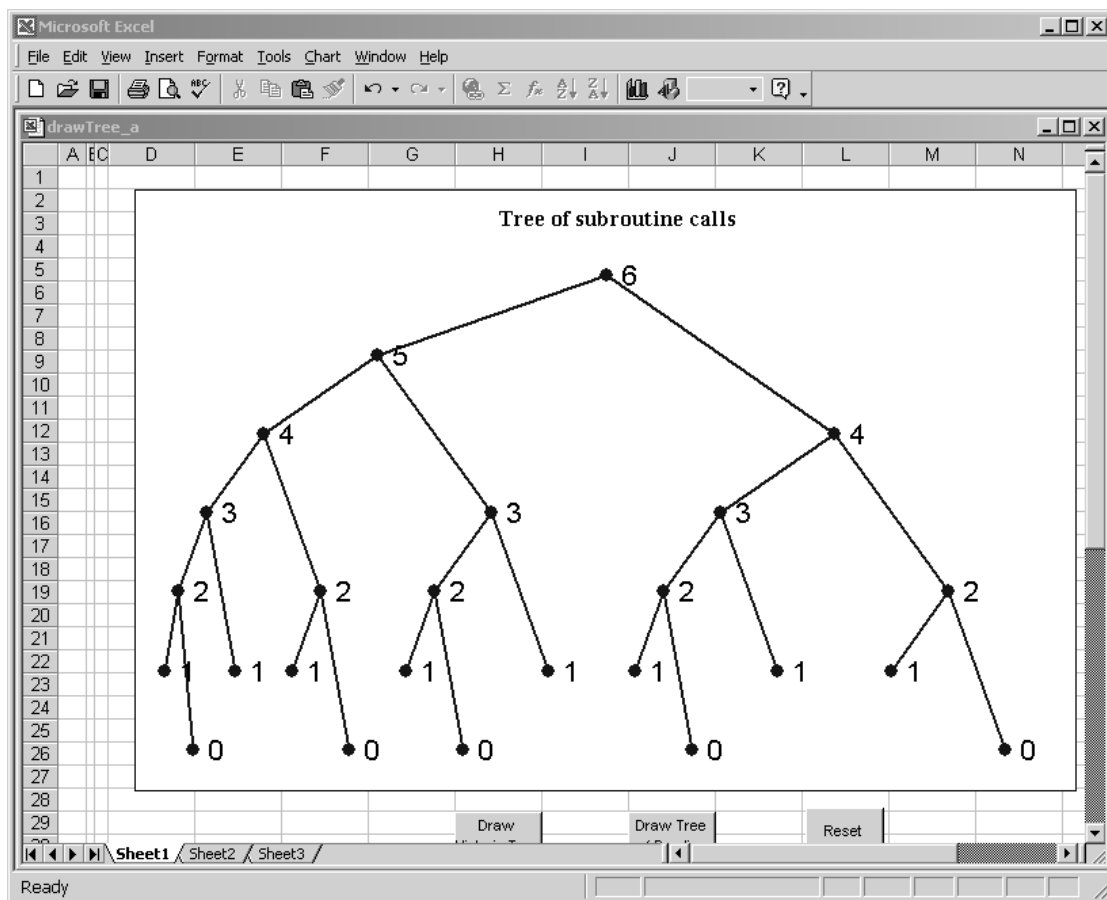 Microsoft Excel
File Edit View Insert Format Tools Chart Window Help
ABC Σ fx A Z Z A ?
drawTree_a
A B C D E F G H I J K L M N
1
2
3
4
5
6
7
8
9
10
11
12
13
14
15
16
17
18
19
20
21
22
23
24
25
26
27
28
29
Tree of subroutine calls
6
5
4 4
3 3 3
2 2 2 2 2
1 1 1 1 1 1 1 1
0 0 0 0 0
Draw
Draw Tree
Reset
Sheet1 Sheet2 Sheet3
Ready